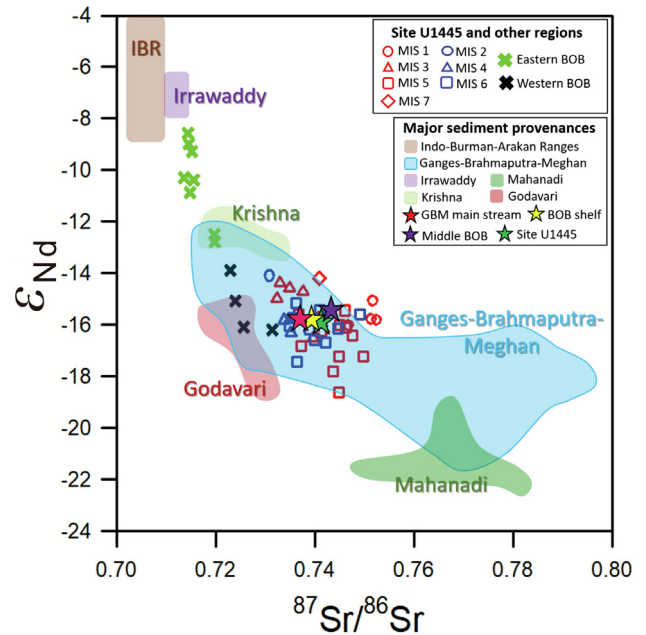 -4
-6
-8
-10
-12
-14
-16
-18
-20
-22
-24
εNd
0.70
0.72
0.74
0.76
0.78
0.80
87Sr/86Sr
IBR
Irrawaddy
Krishna
Godavari
Ganges-Brahmaputra-
Meghan
Mahanadi
Site U1445 and other regions
MIS 1
MIS 2
Eastern BOB
MIS 3
MIS 4
MIS 5
MIS 6
Western BOB
MIS 7
Major sediment provenances
Indo-Burman-Arakan Ranges
Ganges-Brahmaputra-Meghan
Irrawaddy
Mahanadi
Krishna
Godavari
GBM main stream
BOB shelf
Middle BOB
Site U1445